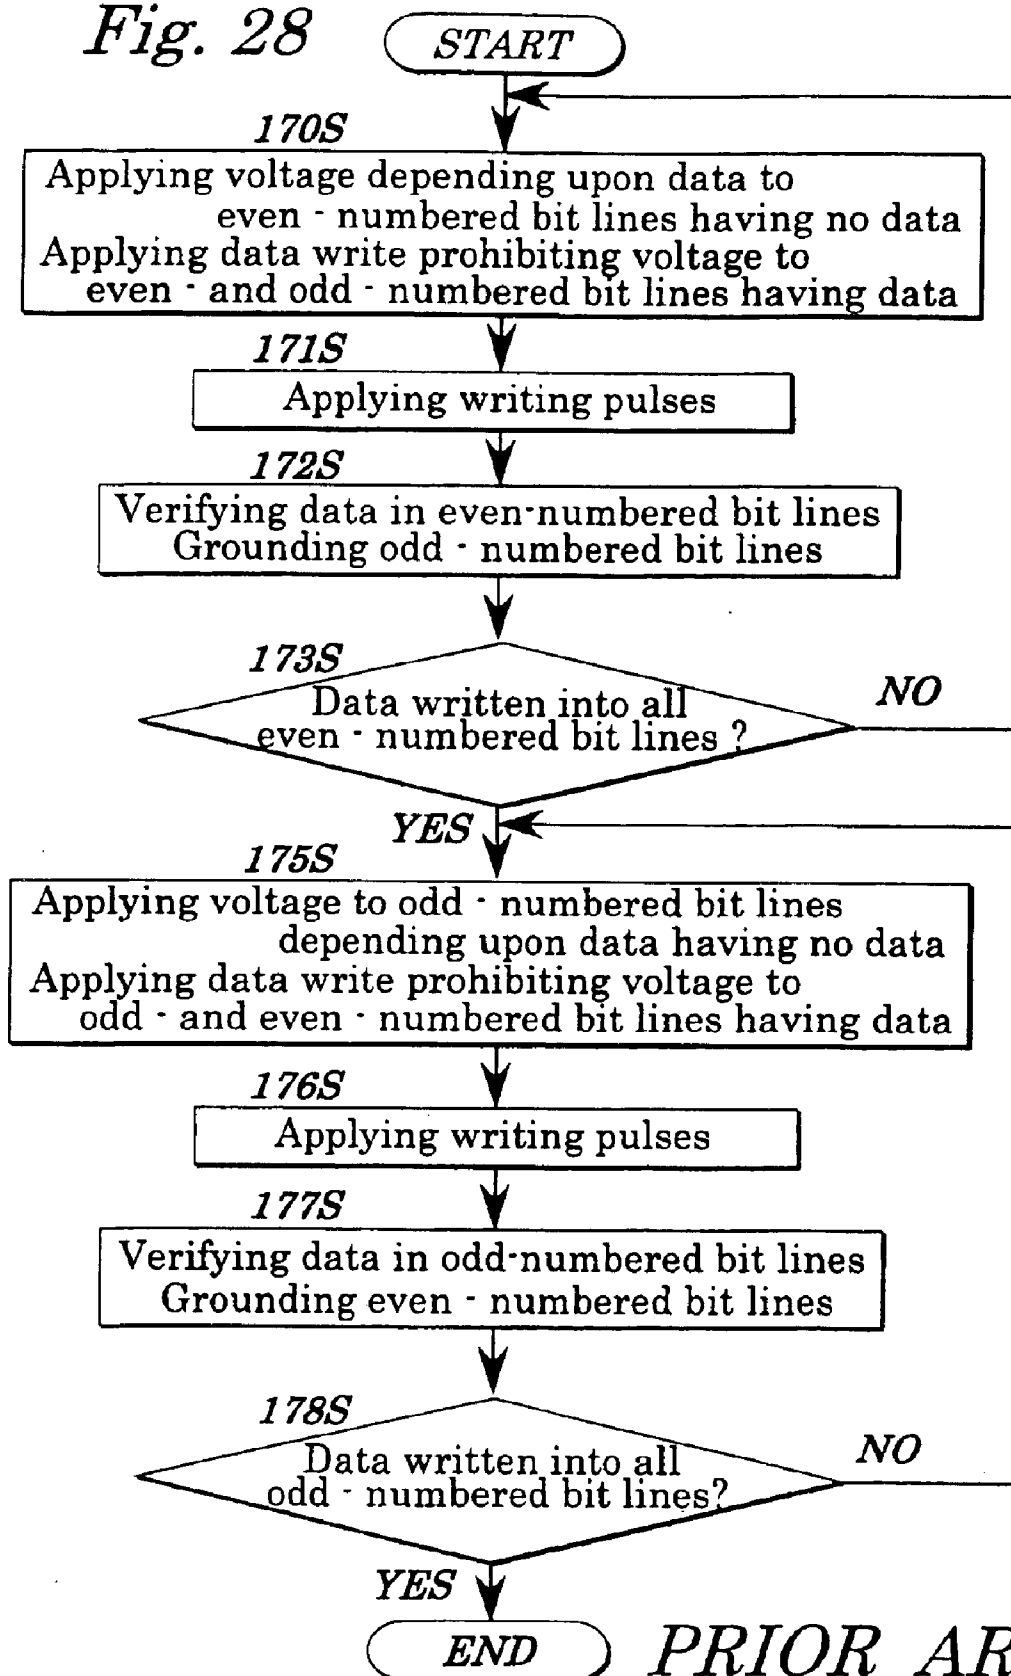 Fig. 28
START
170S
Applying voltage depending upon data to
even - numbered bit lines having no data
Applying data write prohibiting voltage to
even - and odd - numbered bit lines having data
171S
Applying writing pulses
172S
Verifying data in even-numbered bit lines
Grounding odd - numbered bit lines
173S
Data written into all
even - numbered bit lines ?
NO
YES
175S
Applying voltage to odd - numbered bit lines
depending upon data having no data
Applying data write prohibiting voltage to
odd - and even - numbered bit lines having data
176S
Applying writing pulses
177S
Verifying data in odd-numbered bit lines
Grounding even - numbered bit lines
178S
Data written into all
odd - numbered bit lines?
NO
YES
END
PRIOR AR